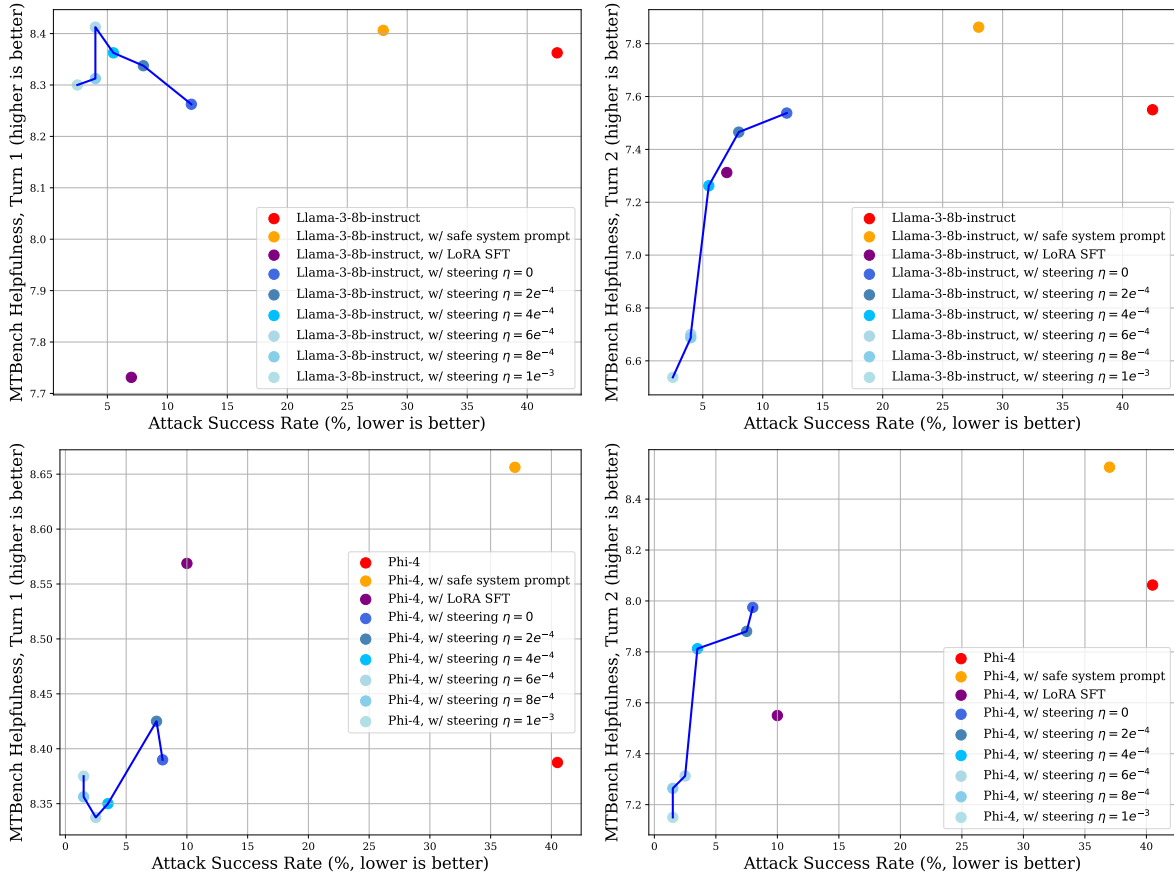 MTBench Helpfulness, Turn 1 (higher is better)
8.4
8.3
8.2
8.1
8.0
7.9
7.8
7.7
Llama-3-8b-instruct
Llama-3-8b-instruct, w/ safe system prompt
Llama-3-8b-instruct, w/ LoRA SFT
Llama-3-8b-instruct, w/ steering η = 0
Llama-3-8b-instruct, w/ steering η = 2e⁻⁴
Llama-3-8b-instruct, w/ steering η = 4e⁻⁴
Llama-3-8b-instruct, w/ steering η = 6e⁻⁴
Llama-3-8b-instruct, w/ steering η = 8e⁻⁴
Llama-3-8b-instruct, w/ steering η = 1e⁻³
5 10 15 20 25 30 35 40
Attack Success Rate (%, lower is better)
MTBench Helpfulness, Turn 2 (higher is better)
7.8
7.6
7.4
7.2
7.0
6.8
6.6
Llama-3-8b-instruct
Llama-3-8b-instruct, w/ safe system prompt
Llama-3-8b-instruct, w/ LoRA SFT
Llama-3-8b-instruct, w/ steering η = 0
Llama-3-8b-instruct, w/ steering η = 2e⁻⁴
Llama-3-8b-instruct, w/ steering η = 4e⁻⁴
Llama-3-8b-instruct, w/ steering η = 6e⁻⁴
Llama-3-8b-instruct, w/ steering η = 8e⁻⁴
Llama-3-8b-instruct, w/ steering η = 1e⁻³
5 10 15 20 25 30 35 40
Attack Success Rate (%, lower is better)
MTBench Helpfulness, Turn 1 (higher is better)
8.65
8.60
8.55
8.50
8.45
8.40
8.35
Phi-4
Phi-4, w/ safe system prompt
Phi-4, w/ LoRA SFT
Phi-4, w/ steering η = 0
Phi-4, w/ steering η = 2e⁻⁴
Phi-4, w/ steering η = 4e⁻⁴
Phi-4, w/ steering η = 6e⁻⁴
Phi-4, w/ steering η = 8e⁻⁴
Phi-4, w/ steering η = 1e⁻³
0 5 10 15 20 25 30 35 40
Attack Success Rate (%, lower is better)
MTBench Helpfulness, Turn 2 (higher is better)
8.4
8.2
8.0
7.8
7.6
7.4
7.2
Phi-4
Phi-4, w/ safe system prompt
Phi-4, w/ LoRA SFT
Phi-4, w/ steering η = 0
Phi-4, w/ steering η = 2e⁻⁴
Phi-4, w/ steering η = 4e⁻⁴
Phi-4, w/ steering η = 6e⁻⁴
Phi-4, w/ steering η = 8e⁻⁴
Phi-4, w/ steering η = 1e⁻³
0 5 10 15 20 25 30 35 40
Attack Success Rate (%, lower is better)